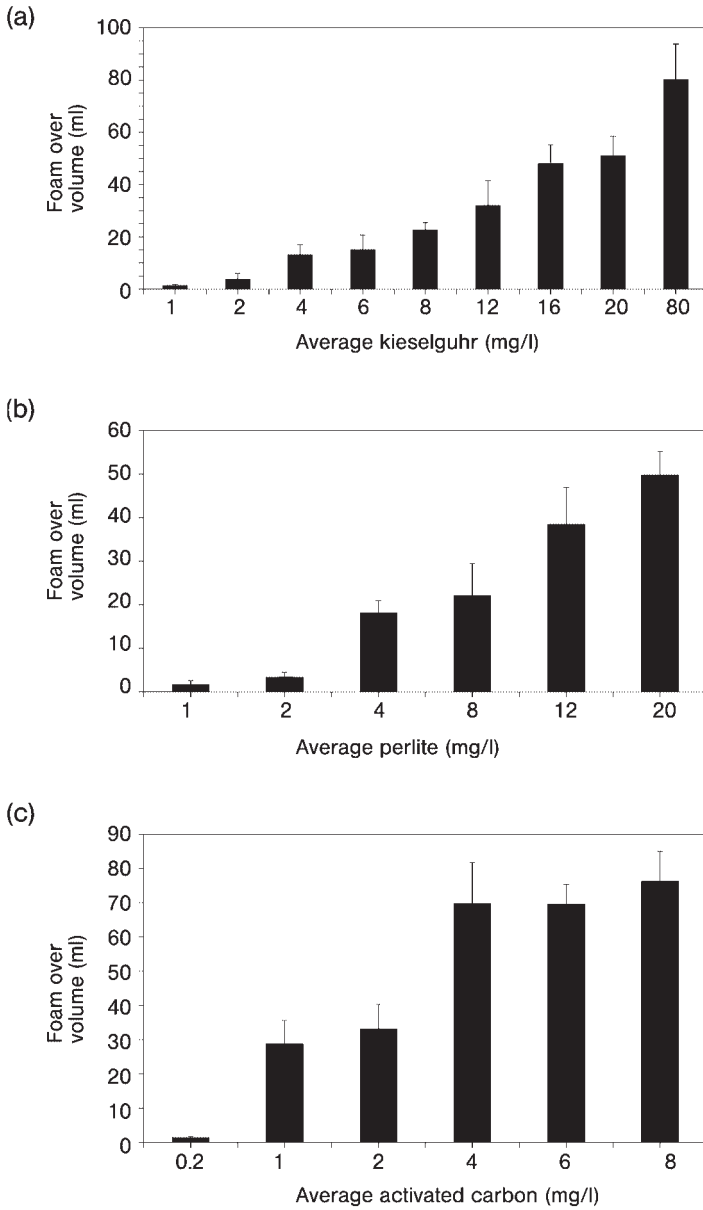 (a)
100
80
60
40
20
0
Foam over
volume (ml)
1 2 4 6 8 12 16 20 80
Average kieselguhr (mg/l)
(b)
60
50
40
30
20
10
0
Foam over
volume (ml)
1 2 4 8 12 20
Average perlite (mg/l)
(c)
90
80
70
60
50
40
30
20
10
0
Foam over
volume (ml)
0.2 1 2 4 6 8
Average activated carbon (mg/l)